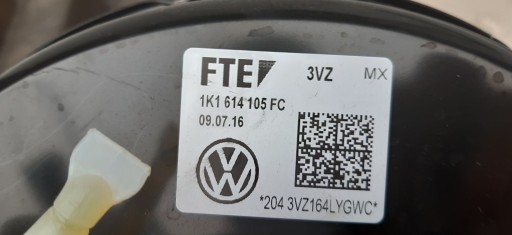 FTE 3VZ MX
1K1 614 105 FC
09.07.16
*204 3VZ164LYGWC*